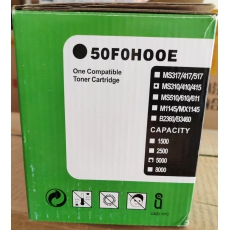 50F0H00E
One Compatible
Toner Cartridge
MS317/417/517
MS310/410/415
MS510/610/611
M1145/MX1145
B2360/B3460
CAPACITY
1500
2500
5000
8000